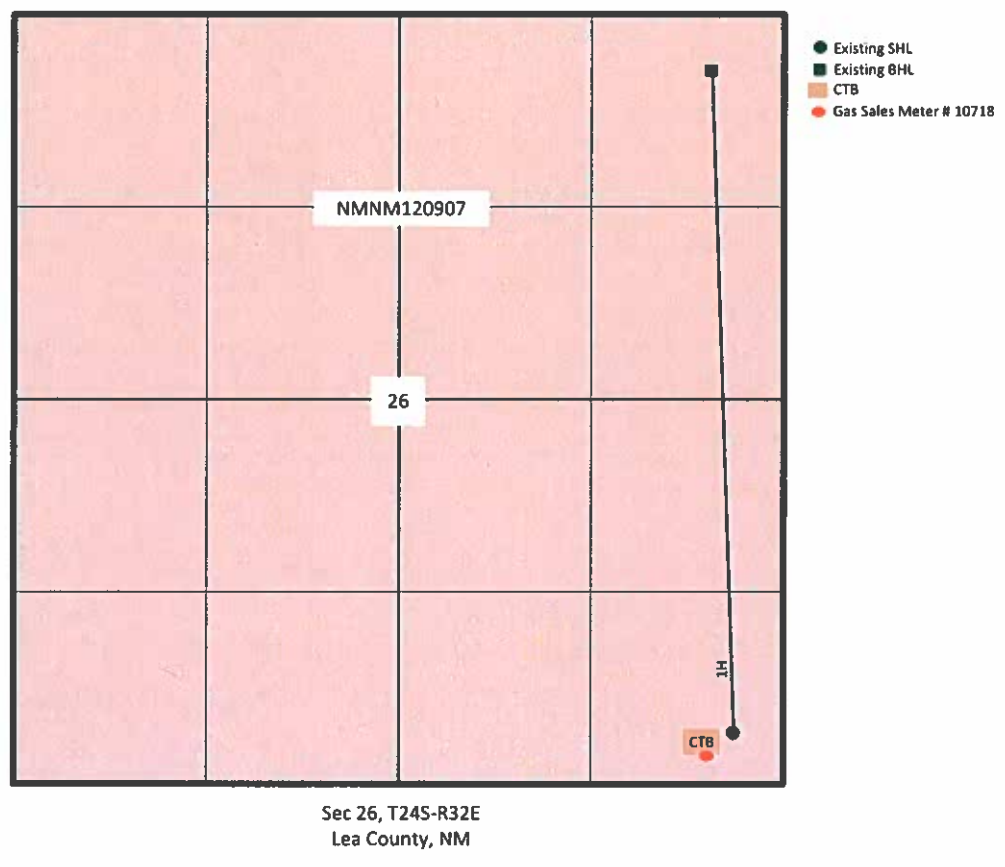 Existing SHL
Existing BHL
CTB
Gas Sales Meter # 10718
NMNM120907
26
1H
CTB
Sec 26, T24S-R32E
Lea County, NM